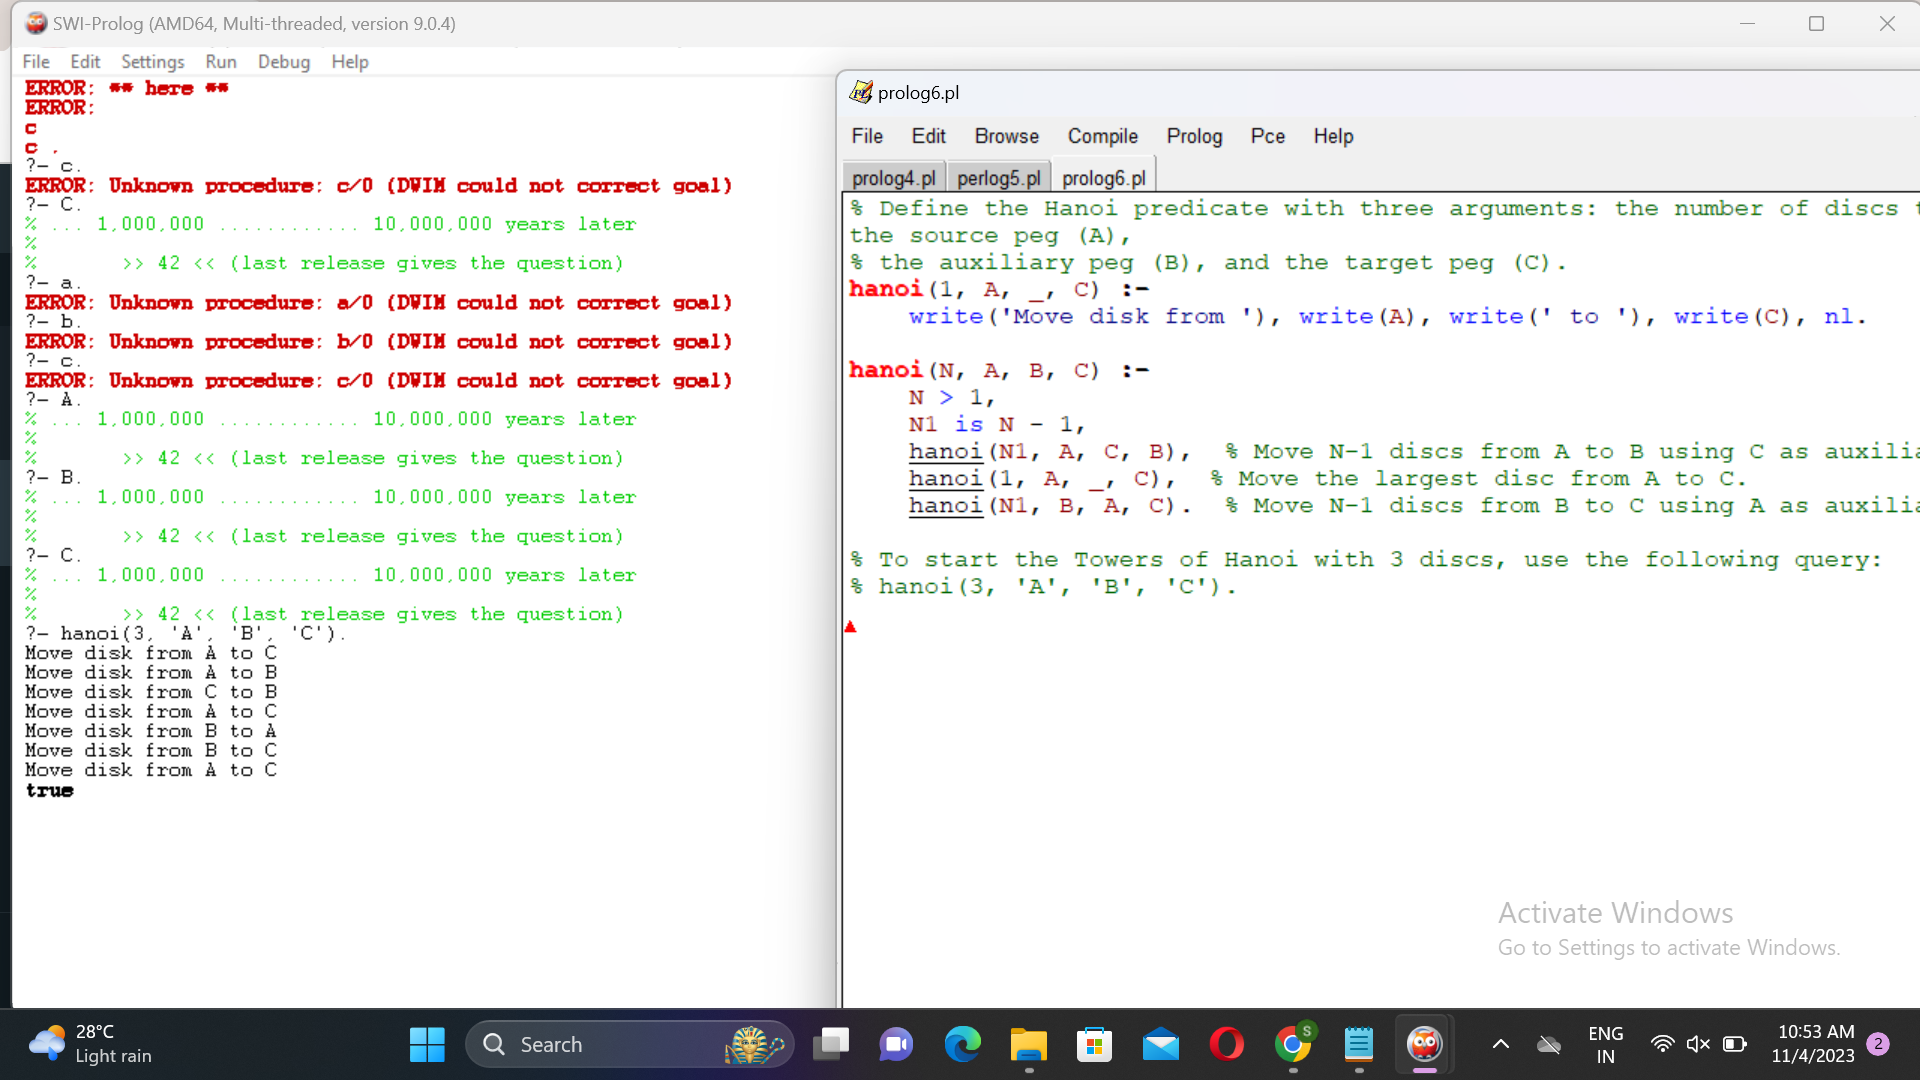 SWI-Prolog (AMD64, Multi-threaded, version 9.0.4)
File Edit Settings Run Debug Help
ERROR: ** here **
ERROR:
c
c .
?- c.
ERROR: Unknown procedure: c/0 (DWIM could not correct goal)
?- C.
% ... 1,000,000 ............ 10,000,000 years later
%
% >> 42 << (last release gives the question)
?- a.
ERROR: Unknown procedure: a/0 (DWIM could not correct goal)
?- b.
ERROR: Unknown procedure: b/0 (DWIM could not correct goal)
?- c.
ERROR: Unknown procedure: c/0 (DWIM could not correct goal)
?- A.
% ... 1,000,000 ............ 10,000,000 years later
%
% >> 42 << (last release gives the question)
?- B.
% ... 1,000,000 ............ 10,000,000 years later
%
% >> 42 << (last release gives the question)
?- C.
% ... 1,000,000 ............ 10,000,000 years later
%
% >> 42 << (last release gives the question)
?- hanoi(3, 'A', 'B', 'C').
Move disk from A to C
Move disk from A to B
Move disk from C to B
Move disk from A to C
Move disk from B to A
Move disk from B to C
Move disk from A to C
true
prolog6.pl
File Edit Browse Compile Prolog Pce Help
prolog4.pl perlog5.pl prolog6.pl
% Define the Hanoi predicate with three arguments: the number of discs
the source peg (A),
% the auxiliary peg (B), and the target peg (C).
hanoi(1, A, _, C) :-
write('Move disk from '), write(A), write(' to '), write(C), nl.
hanoi(N, A, B, C) :-
N > 1,
N1 is N - 1,
hanoi(N1, A, C, B), % Move N-1 discs from A to B using C as
hanoi(1, A, _, C), % Move the largest disc from A to C.
hanoi(N1, B, A, C). % Move N-1 discs from B to C using A as
% To start the Towers of Hanoi with 3 discs, use the following query:
% hanoi(3, 'A', 'B', 'C').
Activate Windows
Go to Settings to activate Windows.
28°C
Light rain
Search
S
ENG
IN
10:53 AM
11/4/2023
2